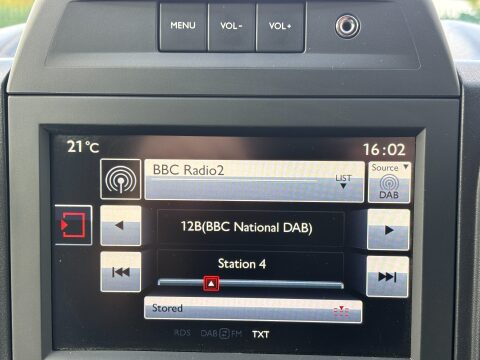 MENU VOL- VOL+
21°C 16:02
BBC Radio2 LIST Source
DAB
12B(BBC National DAB)
Station 4
Stored
RDS DAB FM TXT